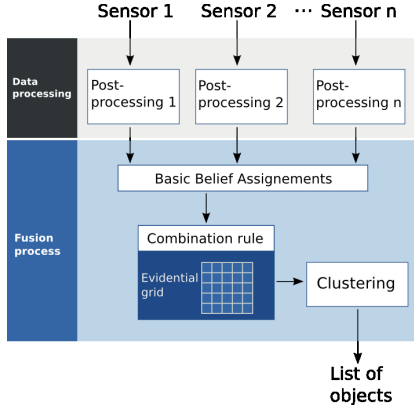 Sensor 1 Sensor 2 ... Sensor n
Data
processing
Post-
processing 1
Post-
processing 2
Post-
processing n
Fusion
process
Basic Belief Assignements
Combination rule
Evidential
grid
Clustering
List of
objects